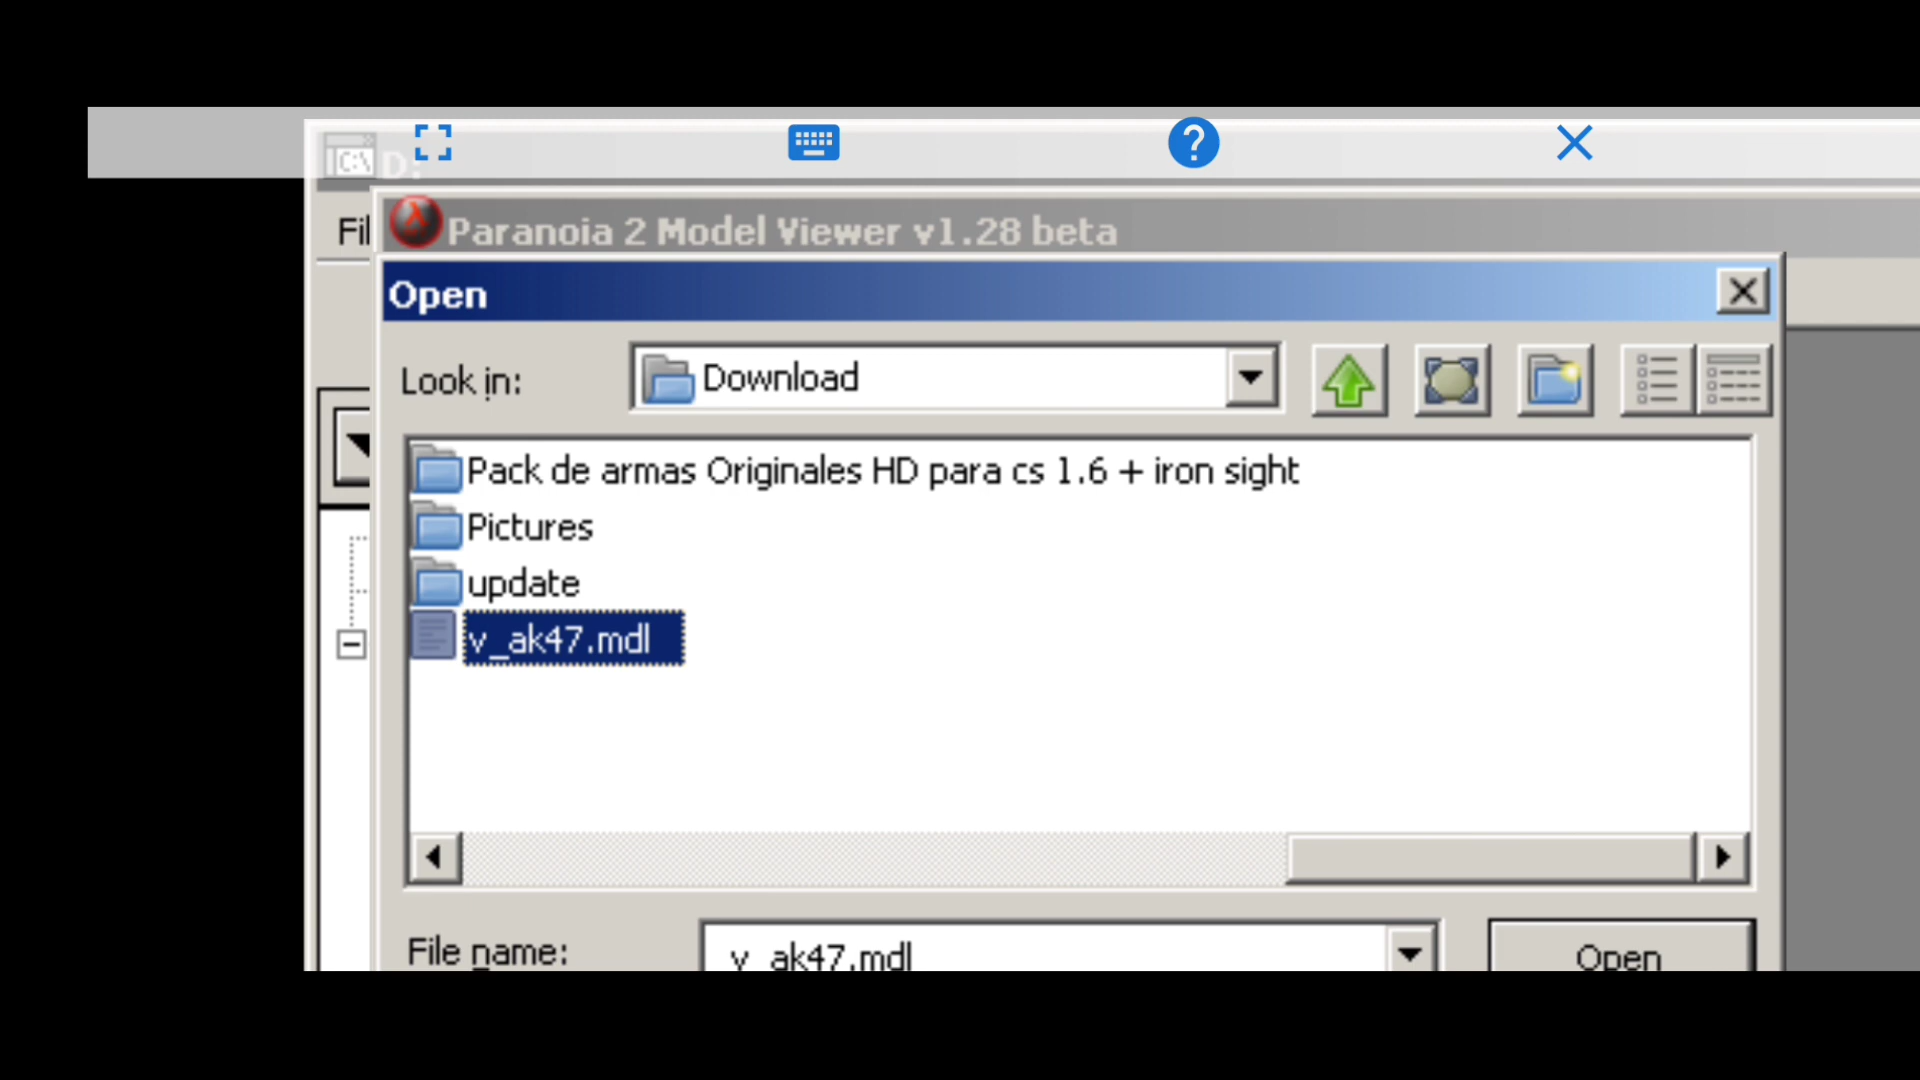 C:\
D:
Fil
Paranoia 2 Model Viewer v1.28 beta
Open
Look in:
Download
Pack de armas Originales HD para cs 1.6 + iron sight
Pictures
update
v_ak47.mdl
File name:
v_ak47.mdl
Open